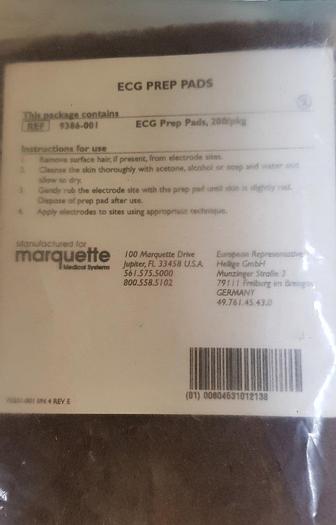 ECG PREP PADS
This package contains
REF 9386-001 ECG Prep Pads, 200/pkg
Instructions for use
1. Remove surface hair, if present, from electrode sites.
2. Cleanse the skin thoroughly with acetone, alcohol or soap and water and
allow to dry.
3. Gently rub the electrode site with the prep pad until skin is slightly red.
Dispose of prep pad after use.
4. Apply electrodes to sites using appropriate technique.
Manufactured for
marquette
Medical Systems
100 Marquette Drive
Jupiter, FL 33458 U.S.A.
561.575.5000
800.558.5102
European Representative
Hellige GmbH
Munzinger Straße 3
79111 Freiburg im Breisgau
GERMANY
49.761.45.43.0
(01) 00804531012138
REV E